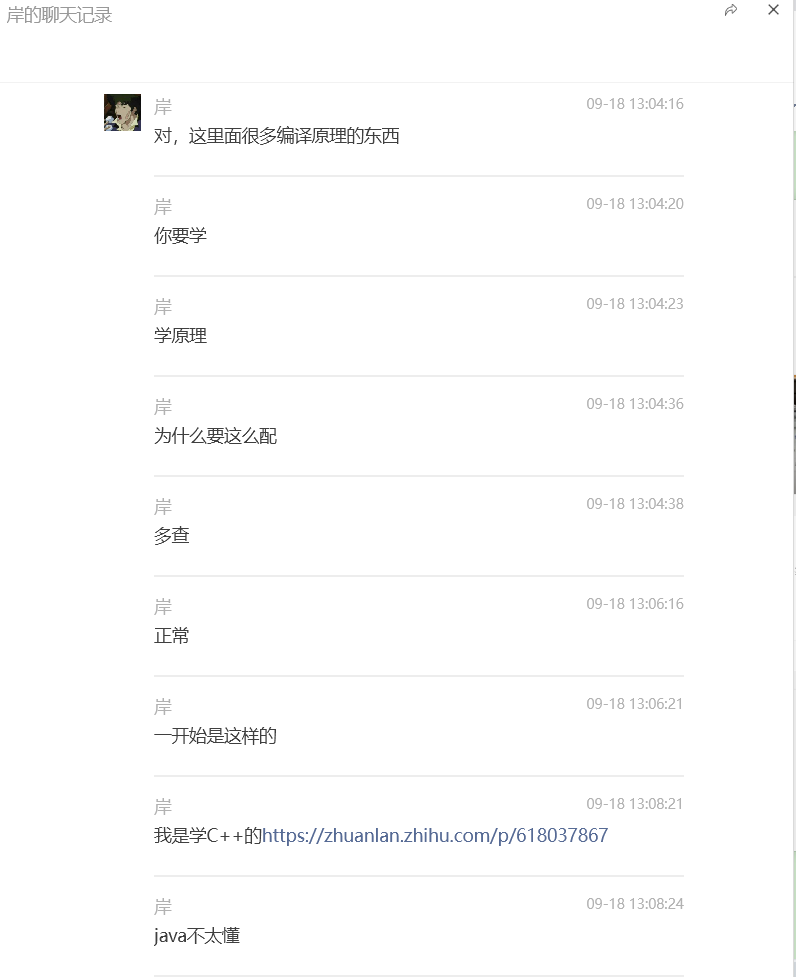 岸的聊天记录
岸 09-18 13:04:16
对，这里面很多编译原理的东西
岸 09-18 13:04:20
你要学
岸 09-18 13:04:23
学原理
岸 09-18 13:04:36
为什么要这么配
岸 09-18 13:04:38
多查
岸 09-18 13:06:16
正常
岸 09-18 13:06:21
一开始是这样的
岸 09-18 13:08:21
我是学C++的https://zhuanlan.zhihu.com/p/618037867
岸 09-18 13:08:24
java不太懂